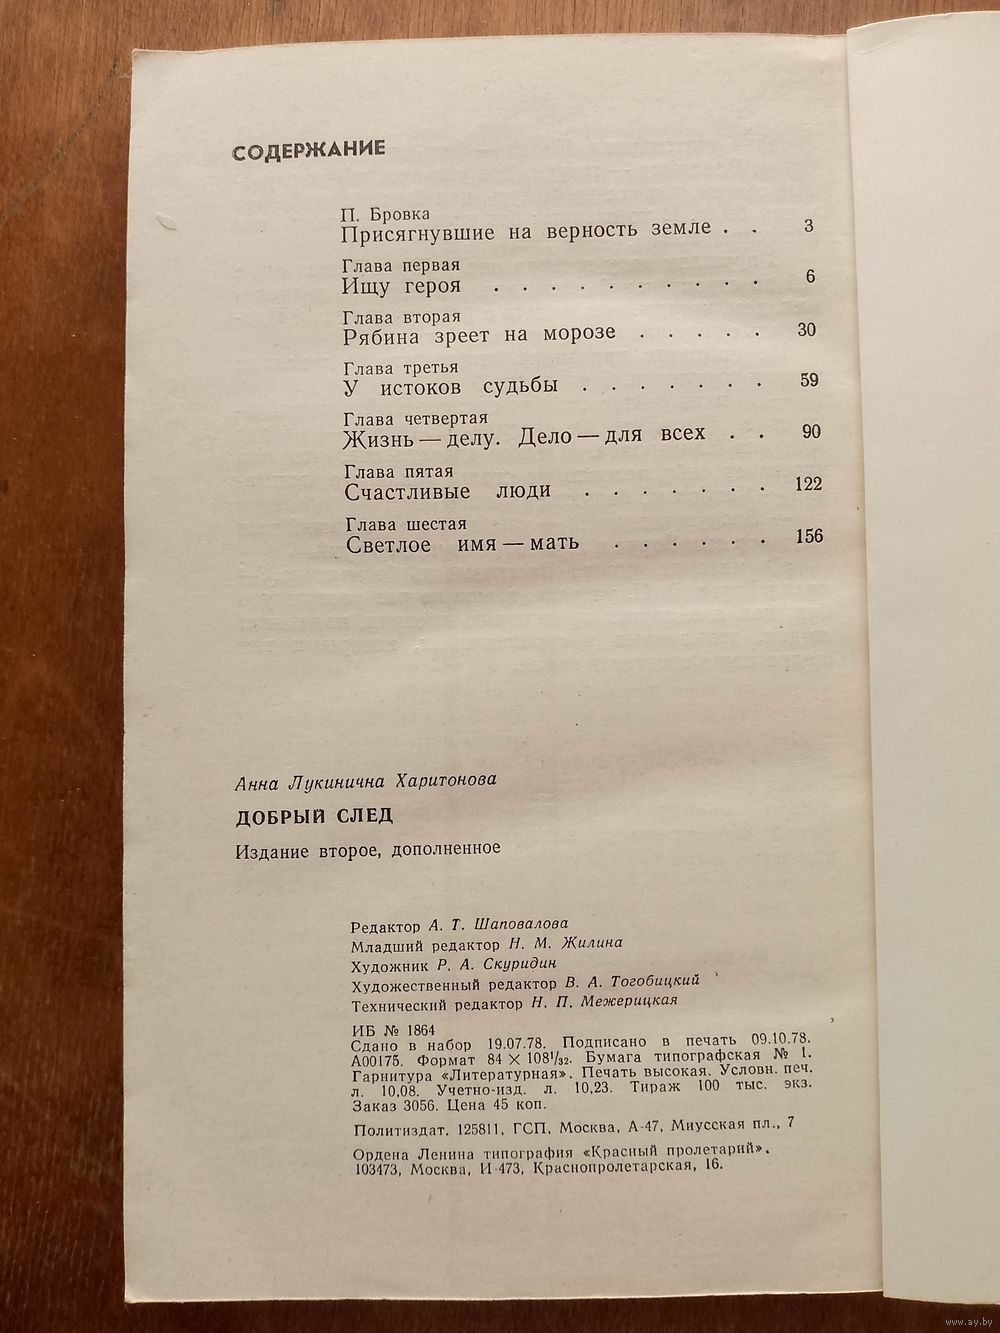 СОДЕРЖАНИЕ
П. Бровка
Присягнувшие на верность земле . . 3
Глава первая
Ищу героя . . . . . . . . . . 6
Глава вторая
Рябина зреет на морозе . . . . . 30
Глава третья
У истоков судьбы . . . . . . . 59
Глава четвертая
Жизнь — делу. Дело — для всех . . 90
Глава пятая
Счастливые люди . . . . . . . 122
Глава шестая
Светлое имя — мать . . . . . . 156
Анна Лукинична Харитонова
ДОБРЫЙ СЛЕД
Издание второе, дополненное
Редактор А. Т. Шаповалова
Младший редактор Н. М. Жилина
Художник Р. А. Скуридин
Художественный редактор В. А. Тогобицкий
Технический редактор Н. П. Межерицкая
ИБ № 1864
Сдано в набор 19.07.78. Подписано в печать 09.10.78.
А00175. Формат 84 × 108¹/₃₂. Бумага типографская № 1.
Гарнитура «Литературная». Печать высокая. Условн. печ.
л. 10,08. Учетно-изд. л. 10,23. Тираж 100 тыс. экз.
Заказ 3056. Цена 45 коп.
Политиздат. 125811, ГСП, Москва, А-47, Миусская пл., 7
Ордена Ленина типография «Красный пролетарий».
103473, Москва, И-473, Краснопролетарская, 16.
www.ay.by